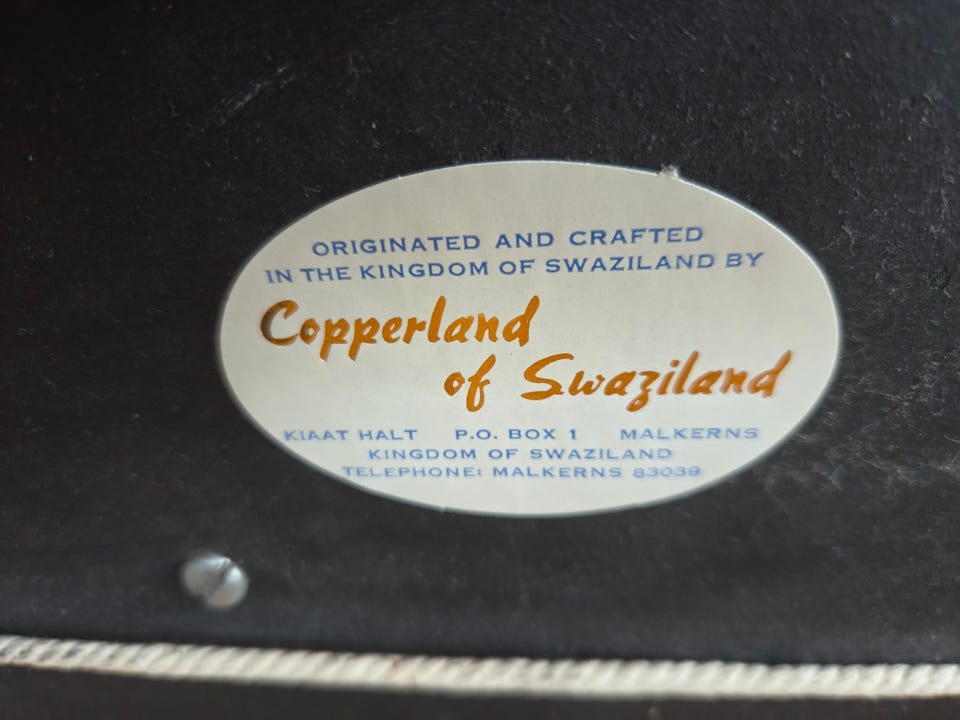 ORIGINATED AND CRAFTED
IN THE KINGDOM OF SWAZILAND BY
Copperland
of Swaziland
KIAAT HALT P.O. BOX 1 MALKERNS
KINGDOM OF SWAZILAND
TELEPHONE: MALKERNS 83039